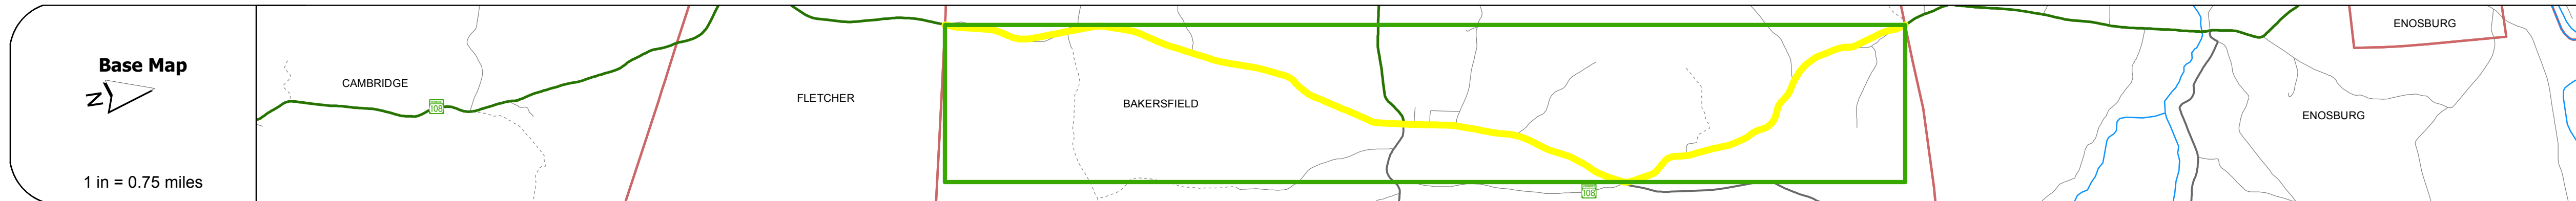 Base Map
N
1 in = 0.75 miles
CAMBRIDGE
108
FLETCHER
BAKERSFIELD
108
ENOSBURG
ENOSBURG